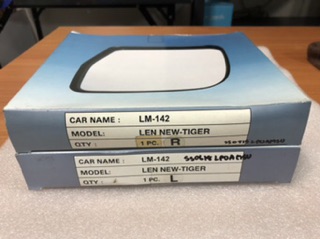 CAR NAME : LM-142
MODEL: LEN NEW-TIGER
QTY : 1 PC. R
CAR NAME : LM-142
MODEL: LEN NEW-TIGER
QTY : 1 PC. L